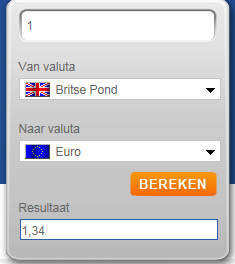 1
Van valuta
Britse Pond
Naar valuta
Euro
BEREKEN
Resultaat
1,34